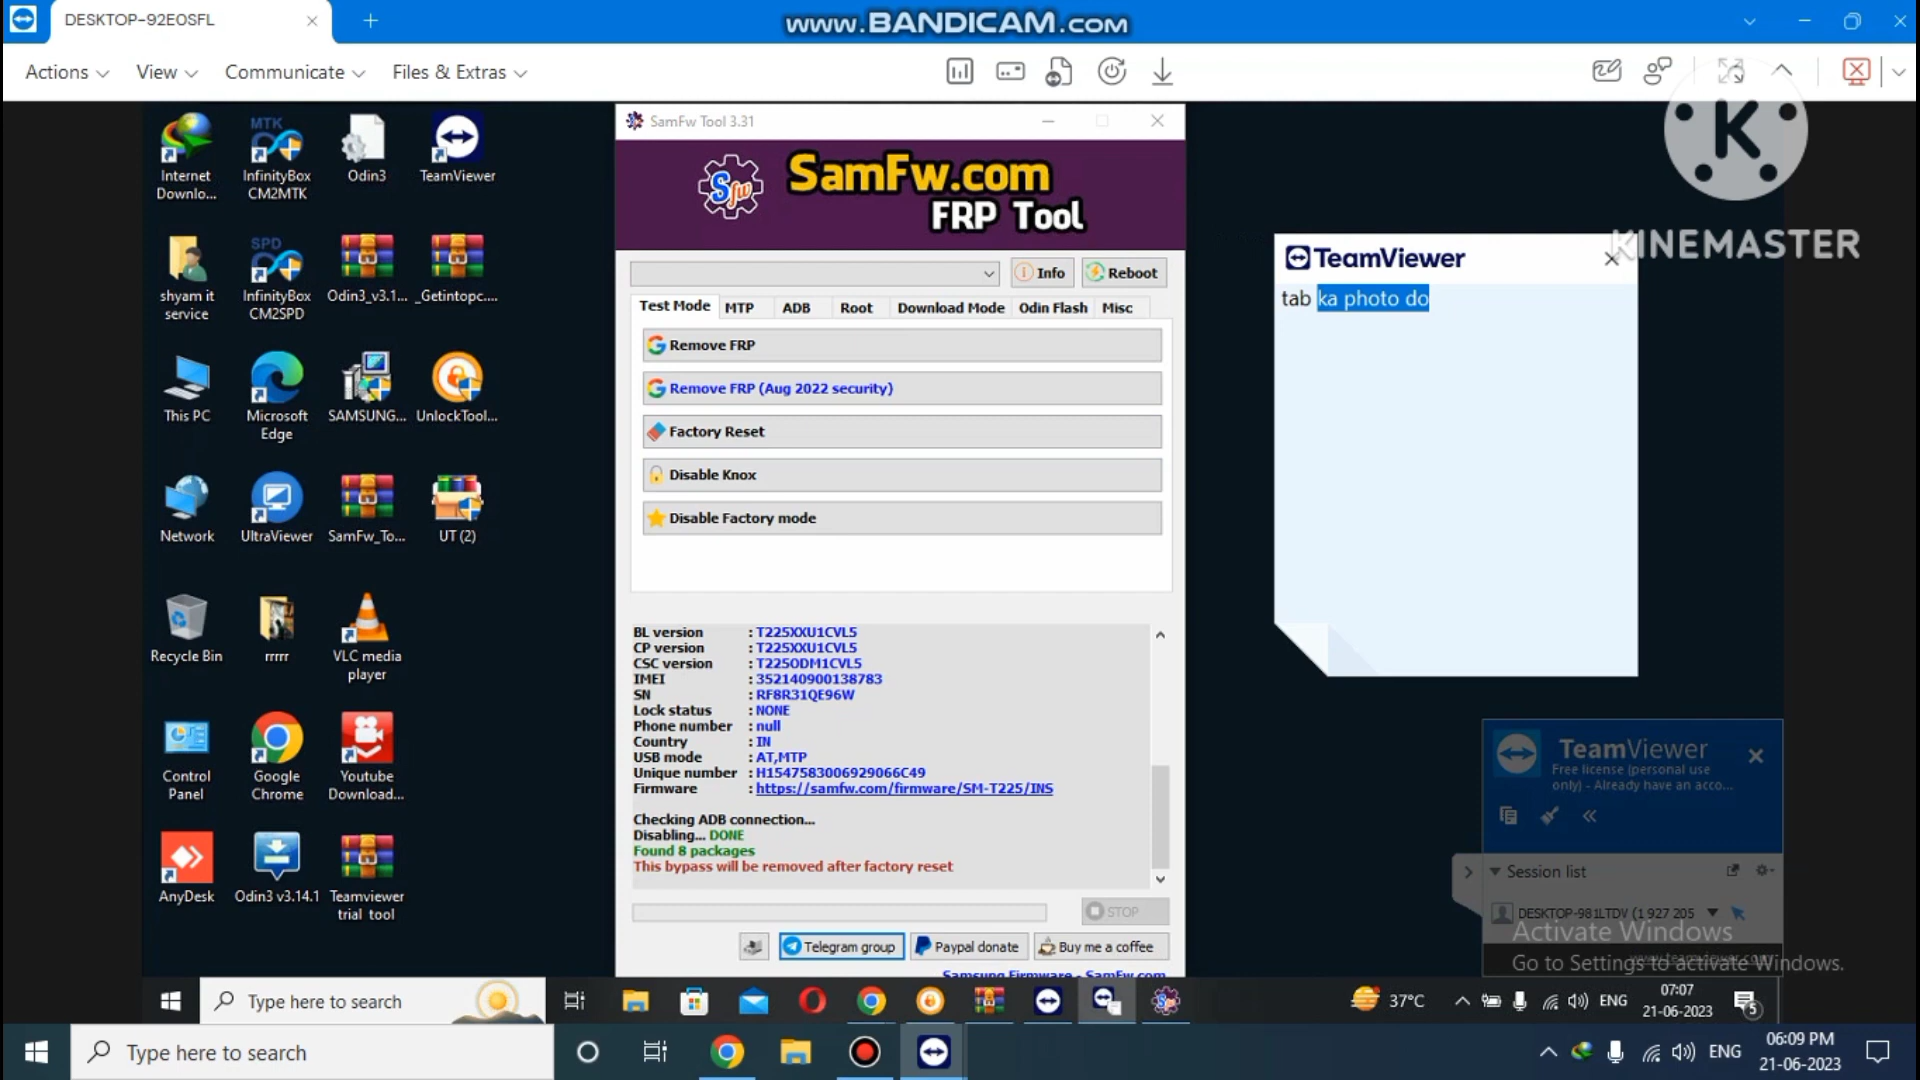 DESKTOP-92EOSFL
www.BANDICAM.com
Actions
View
Communicate
Files & Extras
KINEMASTER
Internet
Downlo...
MTK
InfinityBox
CM2MTK
Odin3
TeamViewer
shyam it
service
SPD
InfinityBox
CM2SPD
Odin3_v3.1...
_Getintopc....
This PC
Microsoft
Edge
SAMSUNG...
UnlockTool...
Network
UltraViewer
SamFw_To...
UT (2)
Recycle Bin
rrrrr
VLC media
player
Control
Panel
Google
Chrome
Youtube
Download...
AnyDesk
Odin3 v3.14.1
Teamviewer
trial tool
SamFw Tool 3.31
Sfw
SamFw.com
FRP Tool
Info
Reboot
Test Mode
MTP
ADB
Root
Download Mode
Odin Flash
Misc
Remove FRP
Remove FRP (Aug 2022 security)
Factory Reset
Disable Knox
Disable Factory mode
BL version : T225XXU1CVL5
CP version : T225XXU1CVL5
CSC version : T225ODM1CVL5
IMEI : 352140900138783
SN : RF8R31QE96W
Lock status : NONE
Phone number : null
Country : IN
USB mode : AT,MTP
Unique number : H1547583006929066C49
Firmware : https://samfw.com/firmware/SM-T225/INS
Checking ADB connection...
Disabling... DONE
Found 8 packages
This bypass will be removed after factory reset
STOP
Telegram group
Paypal donate
Buy me a coffee
Samsung Firmware - SamFw.com
TeamViewer
tab ka photo do
TeamViewer
Free license (personal use
only) - Already have an acco...
Session list
DESKTOP-981LTDV (1 927 205
Activate Windows
Go to Settings to activate Windows.
Type here to search
37°C
ENG
07:07
21-06-2023
5
Type here to search
ENG
06:09 PM
21-06-2023